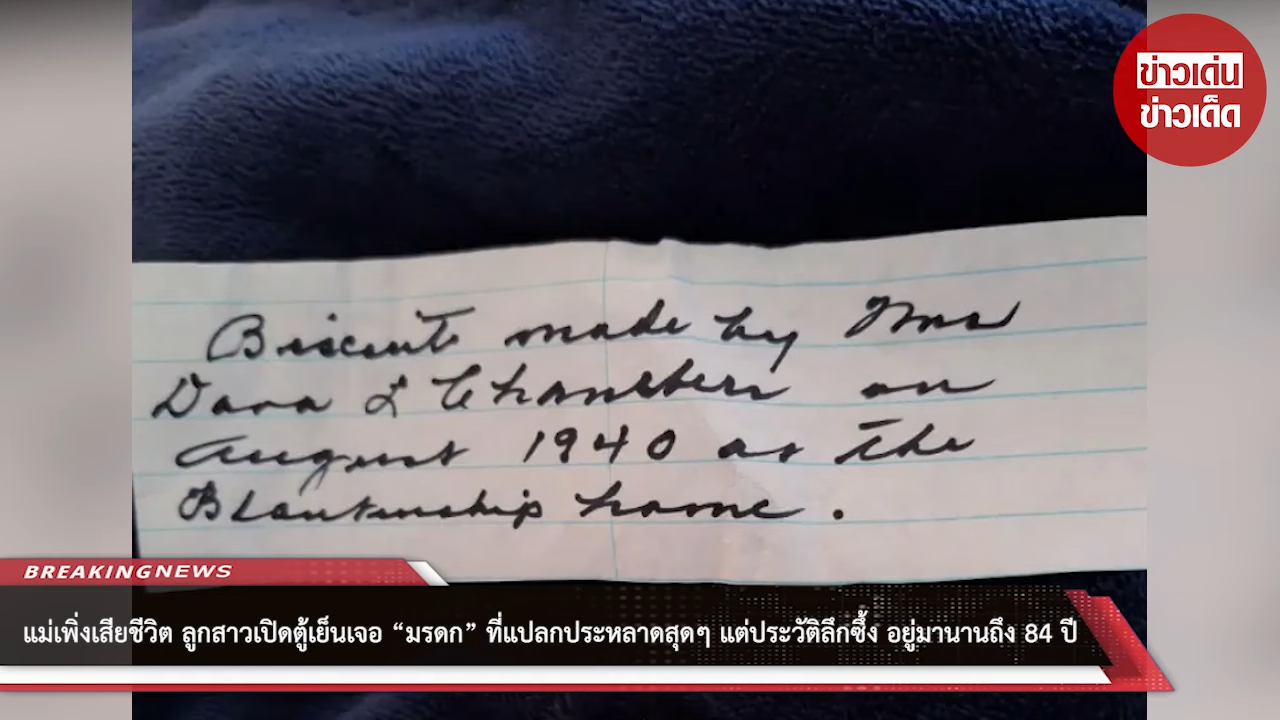 ข่าวเด่น
ข่าวเด็ด
Biscuits made by Mrs
Dora L Chambers on
August 1940 at the
Blankenship home.
BREAKINGNEWS
แม่เพิ่งเสียชีวิต ลูกสาวเปิดตู้เย็นเจอ “มรดก” ที่แปลกประหลาดสุดๆ แต่ประวัติลึกซึ้ง อยู่มานานถึง 84 ปี